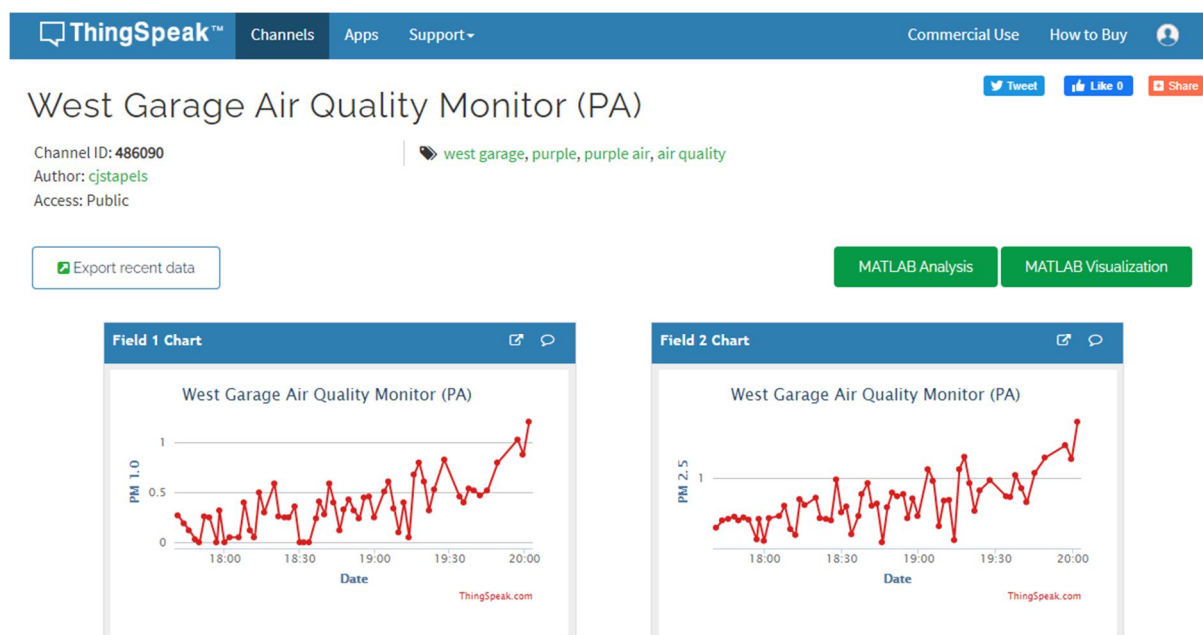 ThingSpeak™ Channels Apps Support Commercial Use How to Buy
Tweet Like 0 Share
West Garage Air Quality Monitor (PA)
Channel ID: 486090
Author: cjstapels
Access: Public
west garage, purple, purple air, air quality
Export recent data
MATLAB Analysis MATLAB Visualization
Field 1 Chart
West Garage Air Quality Monitor (PA)
PM 1.0
1
0.5
0
18:00 18:30 19:00 19:30 20:00
Date
ThingSpeak.com
Field 2 Chart
West Garage Air Quality Monitor (PA)
PM 2.5
1
18:00 18:30 19:00 19:30 20:00
Date
ThingSpeak.com